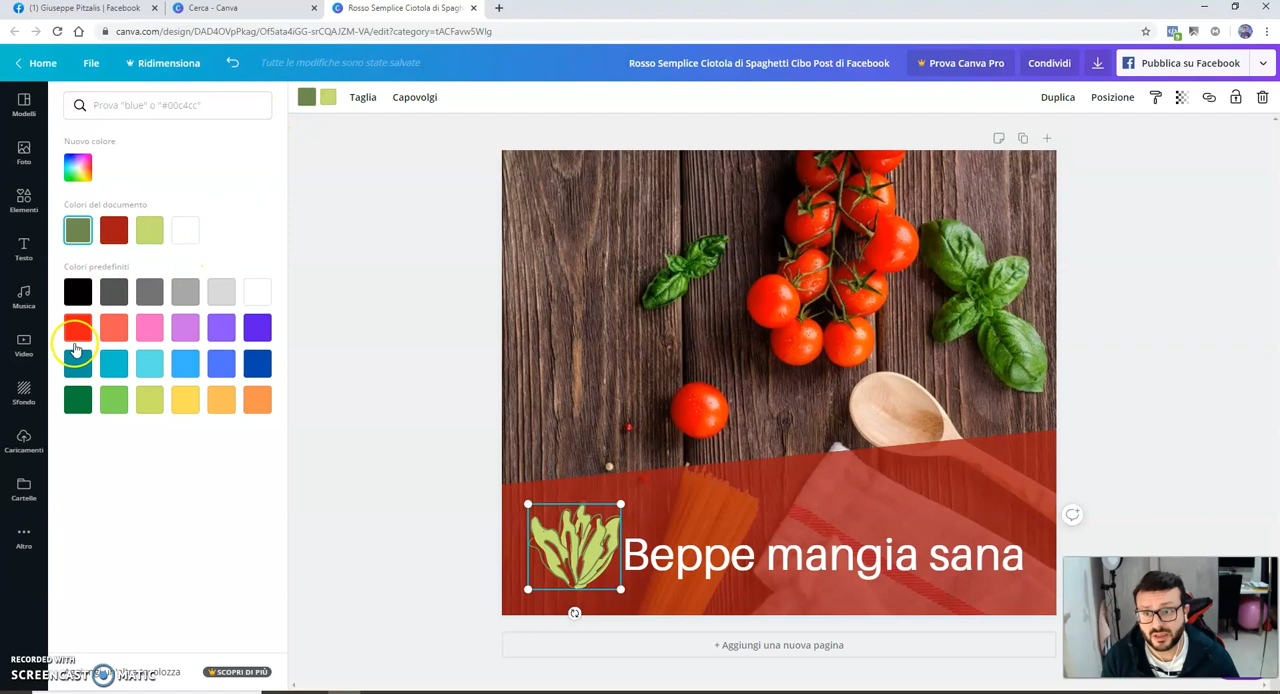 (1) Giuseppe Pitzalis | Facebook
Cerca - Canva
Rosso Semplice Ciotola di Spagh
canva.com/design/DAD4OVpPkag/Of5ata4iGG-srCQAJZM-VA/edit?category=tACFavw5WIg
Home
File
Ridimensiona
Tutte le modifiche sono state salvate
Rosso Semplice Ciotola di Spaghetti Cibo Post di Facebook
Prova Canva Pro
Condividi
Pubblica su Facebook
Modelli
Foto
Elementi
Testo
Musica
Video
Sfondo
Caricamenti
Cartelle
Altro
Prova "blue" o "#00c4cc"
Nuovo colore
Colori del documento
Colori predefiniti
Taglia
Capovolgi
Duplica
Posizione
Beppe mangia sana
+ Aggiungi una nuova pagina
SCOPRI DI PIÙ
RECORDED WITH
SCREENCAST MATIC